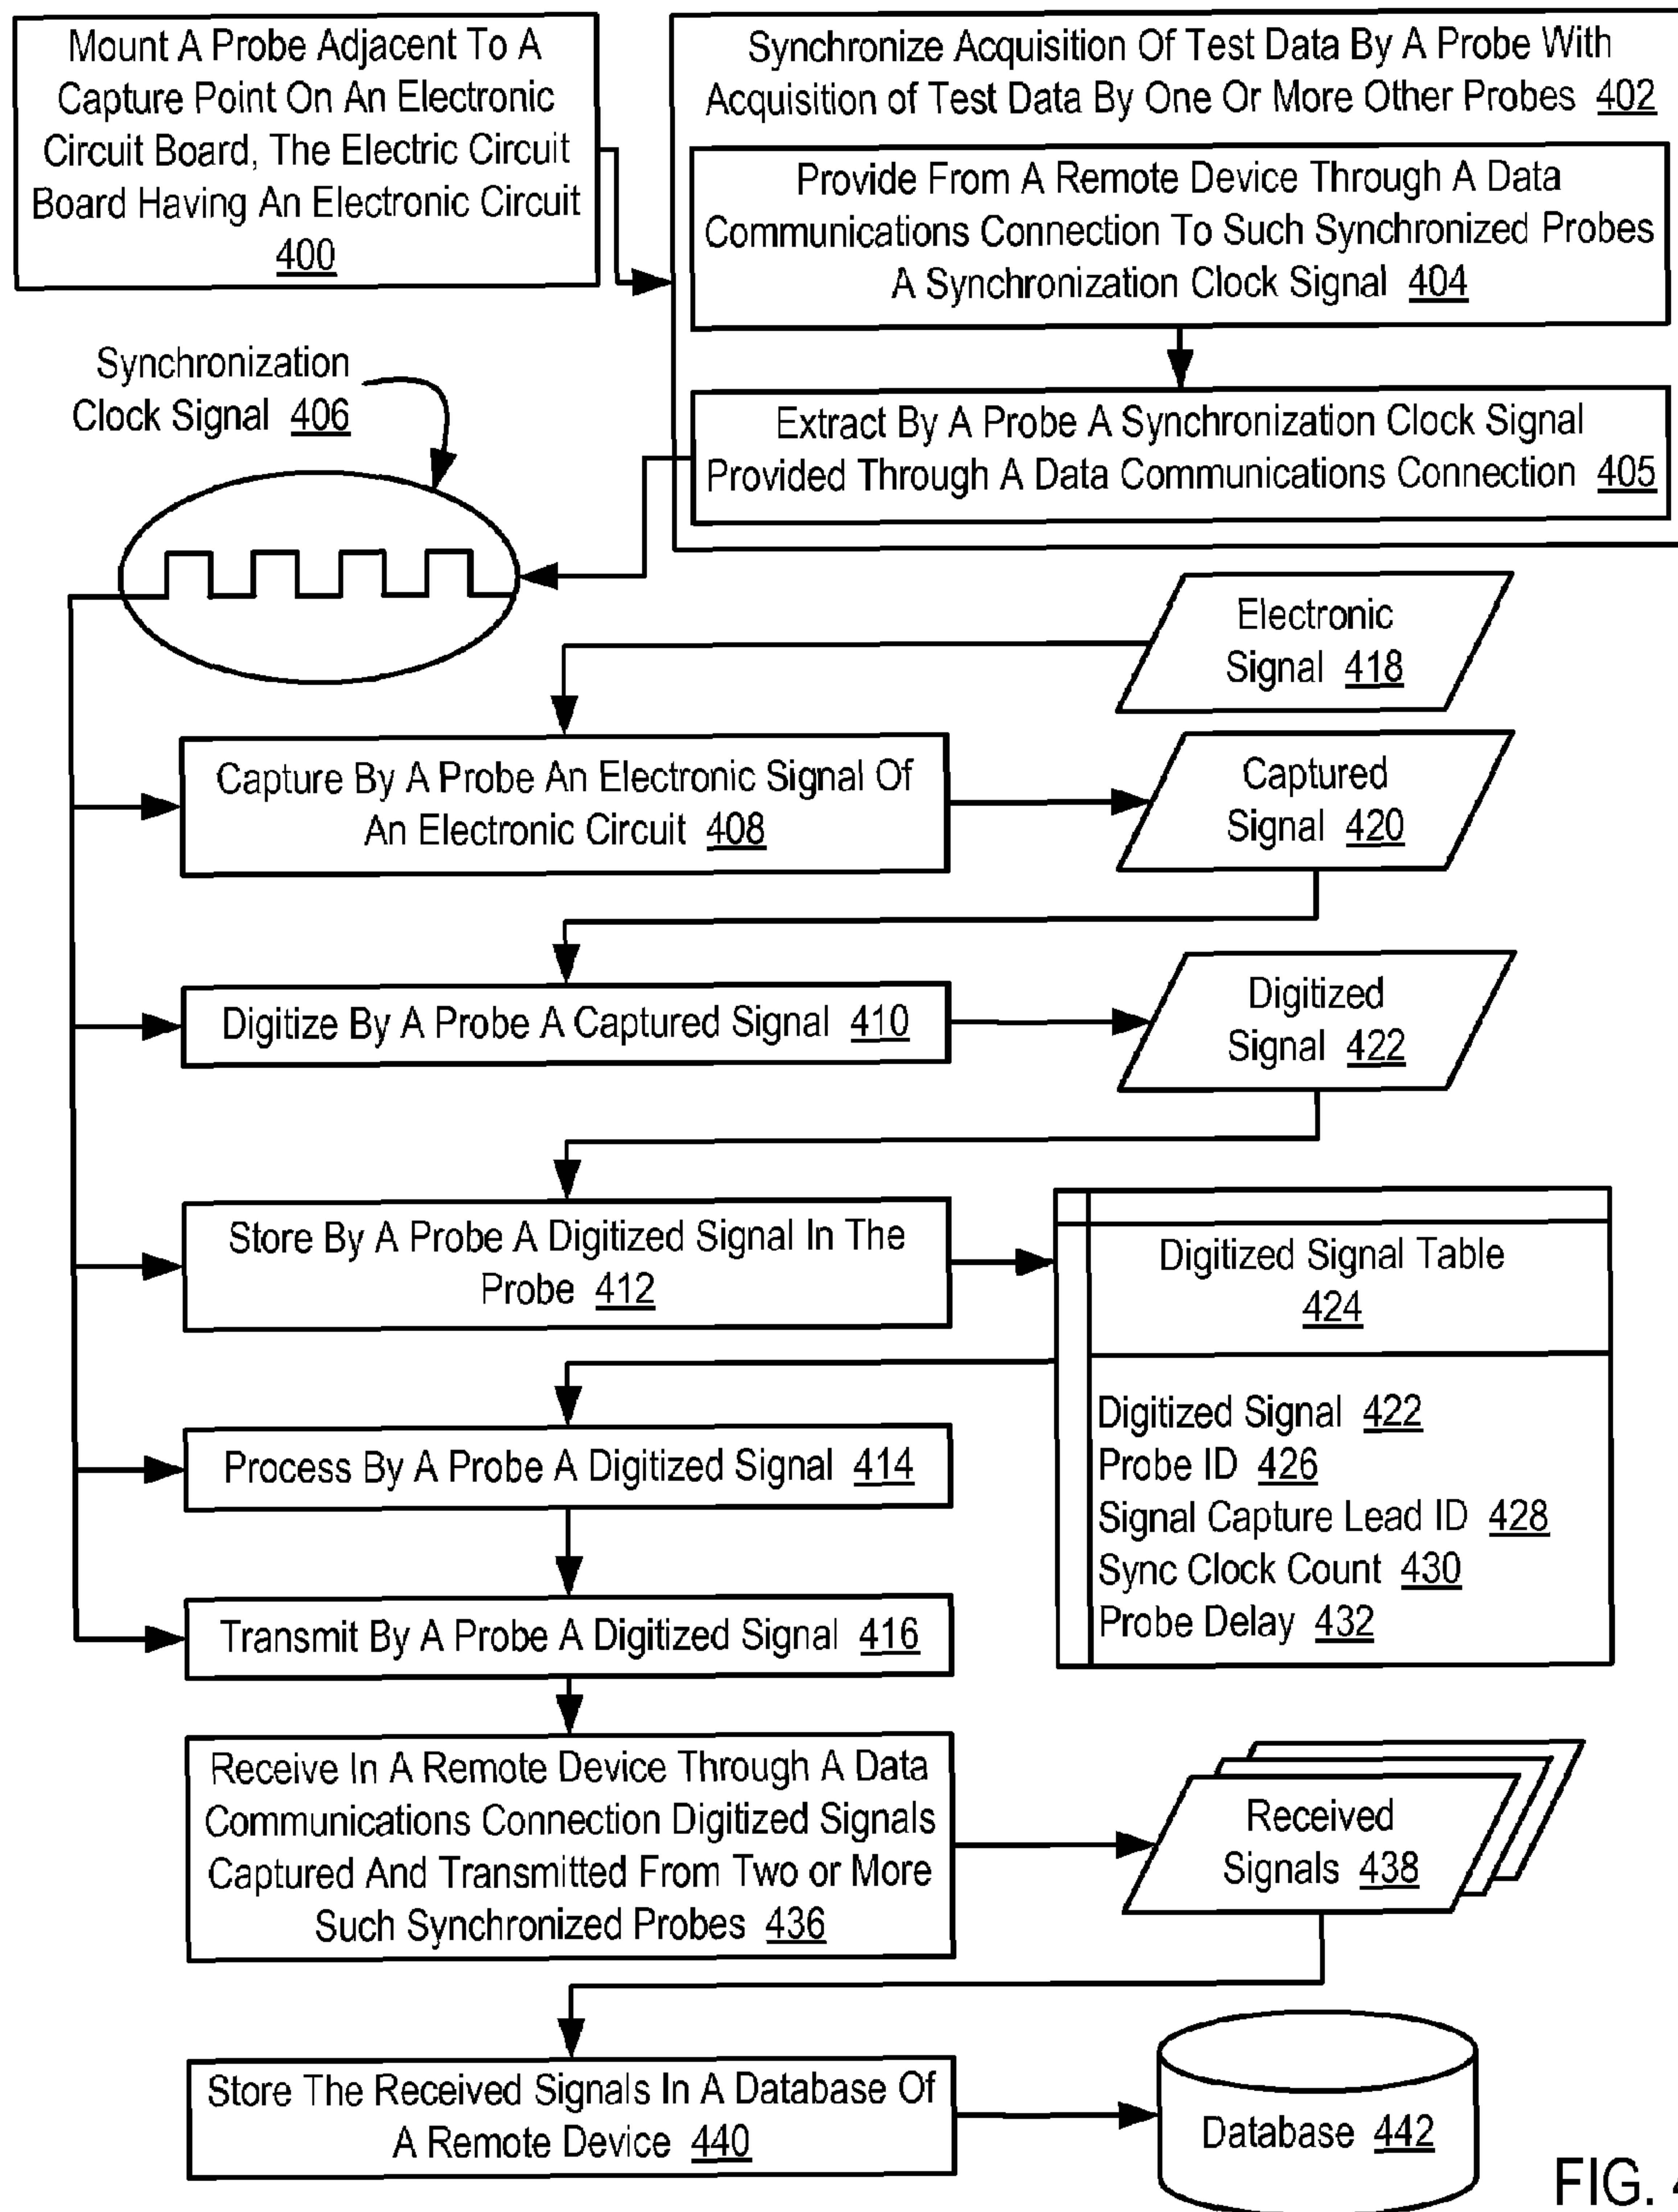 Mount A Probe Adjacent To A
Capture Point On An Electronic
Circuit Board, The Electric Circuit
Board Having An Electronic Circuit
400
Synchronize Acquisition Of Test Data By A Probe With
Acquisition of Test Data By One Or More Other Probes 402
Provide From A Remote Device Through A Data
Communications Connection To Such Synchronized Probes
A Synchronization Clock Signal 404
Extract By A Probe A Synchronization Clock Signal
Provided Through A Data Communications Connection 405
Synchronization
Clock Signal 406
Electronic
Signal 418
Capture By A Probe An Electronic Signal Of
An Electronic Circuit 408
Captured
Signal 420
Digitize By A Probe A Captured Signal 410
Digitized
Signal 422
Store By A Probe A Digitized Signal In The
Probe 412
Digitized Signal Table
424
Digitized Signal 422
Probe ID 426
Signal Capture Lead ID 428
Sync Clock Count 430
Probe Delay 432
Process By A Probe A Digitized Signal 414
Transmit By A Probe A Digitized Signal 416
Receive In A Remote Device Through A Data
Communications Connection Digitized Signals
Captured And Transmitted From Two or More
Such Synchronized Probes 436
Received
Signals 438
Store The Received Signals In A Database Of
A Remote Device 440
Database 442
FIG. 4